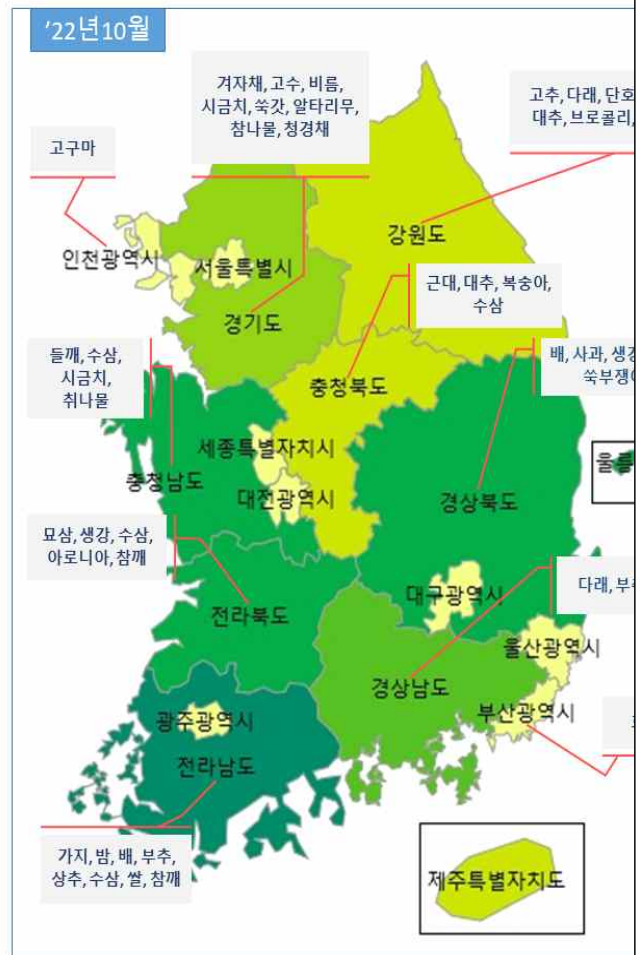 '22년10월
겨자채, 고수, 비름,
시금치, 쑥갓, 알타리무,
참나물, 청경채
고추, 다래, 단호
대추, 브로콜리,
고구마
강원도
인천광역시
서울특별시
경기도
근대, 대추, 복숭아,
수삼
들깨, 수삼,
시금치,
취나물
배, 사과, 생강
쑥부쟁이
충청북도
세종특별자치시
충청남도
대전광역시
경상북도
울릉
묘삼, 생강, 수삼,
아로니아, 참깨
다래, 부추
대구광역시
전라북도
울산광역시
경상남도
부산광역시
광주광역시
전라남도
가지, 밤, 배, 부추,
상추, 수삼, 쌀, 참깨
제주특별자치도